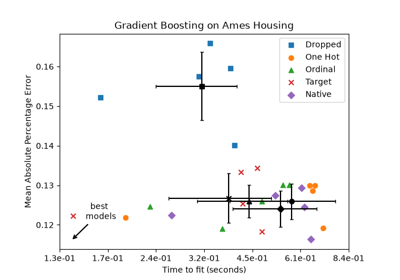 Gradient Boosting on Ames Housing
Mean Absolute Percentage Error
0.16
0.15
0.14
0.13
0.12
Dropped
One Hot
Ordinal
Target
Native
best
models
1.3e-01
1.7e-01
2.4e-01
3.2e-01
4.5e-01
6.1e-01
8.4e-01
Time to fit (seconds)